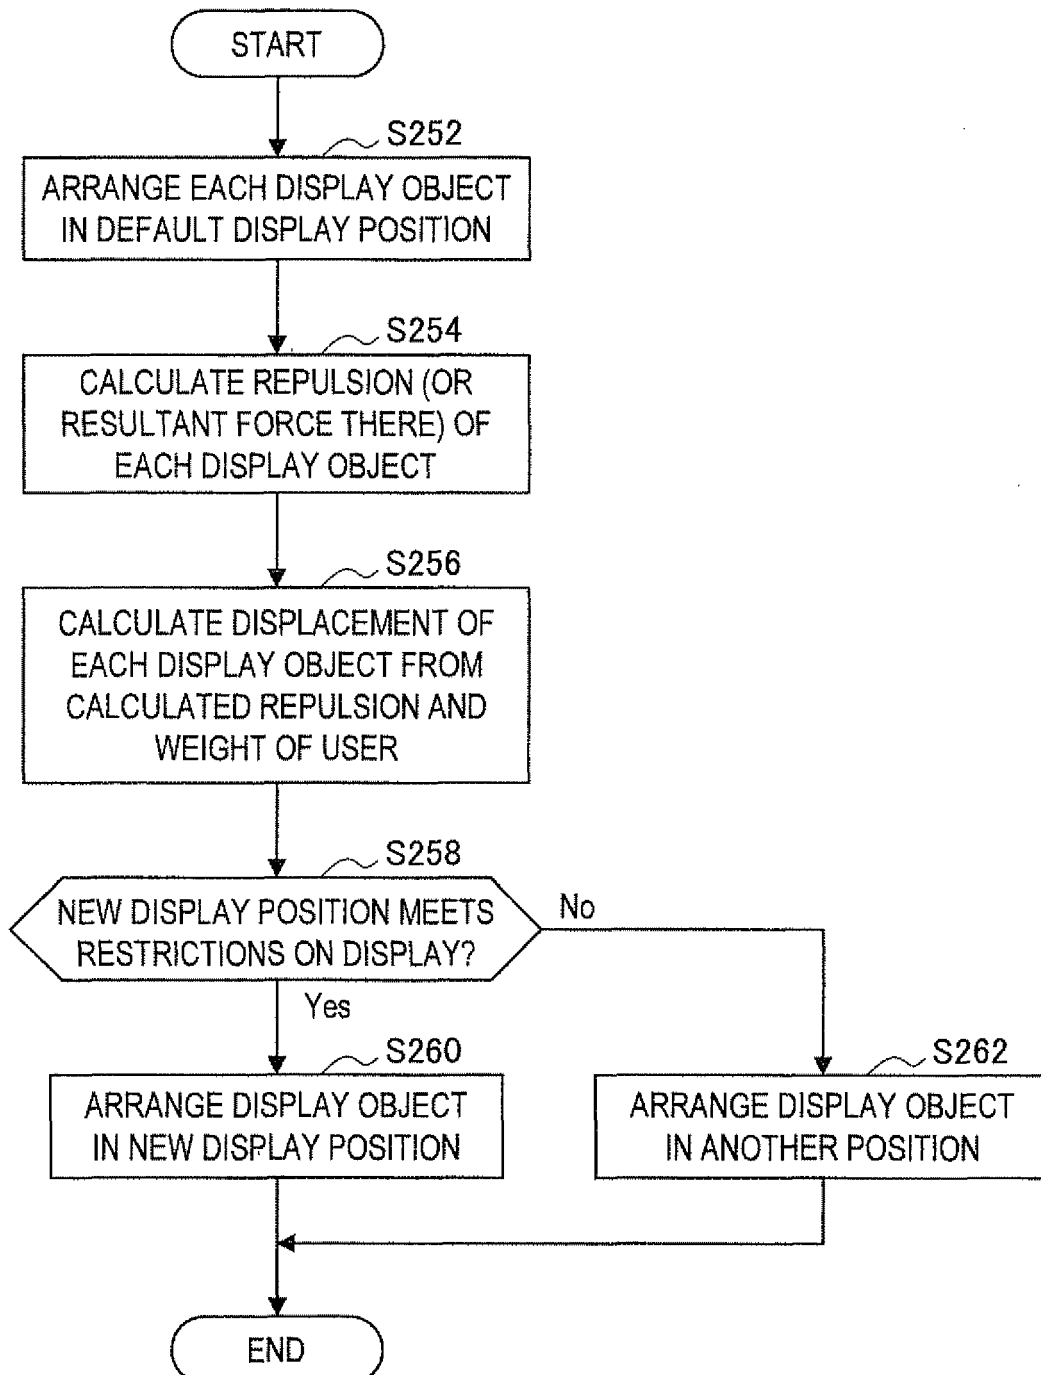 START
S252
ARRANGE EACH DISPLAY OBJECT
IN DEFAULT DISPLAY POSITION
S254
CALCULATE REPULSION (OR
RESULTANT FORCE THERE) OF
EACH DISPLAY OBJECT
S256
CALCULATE DISPLACEMENT OF
EACH DISPLAY OBJECT FROM
CALCULATED REPULSION AND
WEIGHT OF USER
S258
NEW DISPLAY POSITION MEETS
RESTRICTIONS ON DISPLAY?
No
Yes
S260
ARRANGE DISPLAY OBJECT
IN NEW DISPLAY POSITION
S262
ARRANGE DISPLAY OBJECT
IN ANOTHER POSITION
END